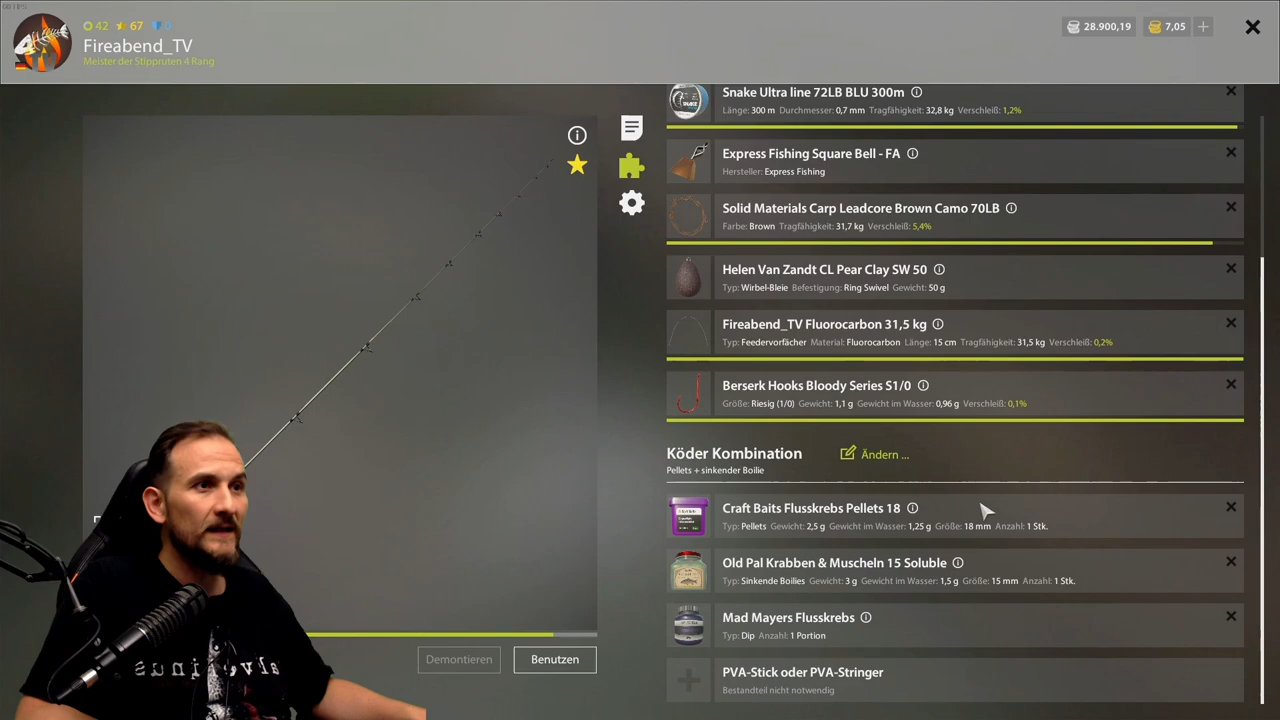 42 67 0
Fireabend_TV
Meister der Stippruten 4 Rang
28.900,19 7,05
Snake Ultra line 72LB BLU 300m
Länge: 300 m Durchmesser: 0,7 mm Tragfähigkeit: 32,8 kg Verschleiß: 1,2%
Express Fishing Square Bell - FA
Hersteller: Express Fishing
Solid Materials Carp Leadcore Brown Camo 70LB
Farbe: Brown Tragfähigkeit: 31,7 kg Verschleiß: 5,4%
Helen Van Zandt CL Pear Clay SW 50
Typ: Wirbel-Bleie Befestigung: Ring Swivel Gewicht: 50 g
Fireabend_TV Fluorocarbon 31,5 kg
Typ: Feedervorfächer Material: Fluorocarbon Länge: 15 cm Tragfähigkeit: 31,5 kg Verschleiß: 0,2%
Berserk Hooks Bloody Series S1/0
Größe: Riesig (1/0) Gewicht: 1,1 g Gewicht im Wasser: 0,96 g Verschleiß: 0,1%
Köder Kombination Ändern ...
Pellets + sinkender Boilie
Craft Baits Flusskrebs Pellets 18
Typ: Pellets Gewicht: 2,5 g Gewicht im Wasser: 1,25 g Größe: 18 mm Anzahl: 1 Stk.
Old Pal Krabben & Muscheln 15 Soluble
Typ: Sinkende Boilies Gewicht: 3 g Gewicht im Wasser: 1,5 g Größe: 15 mm Anzahl: 1 Stk.
Mad Mayers Flusskrebs
Typ: Dip Anzahl: 1 Portion
PVA-Stick oder PVA-Stringer
Bestandteil nicht notwendig
Demontieren Benutzen